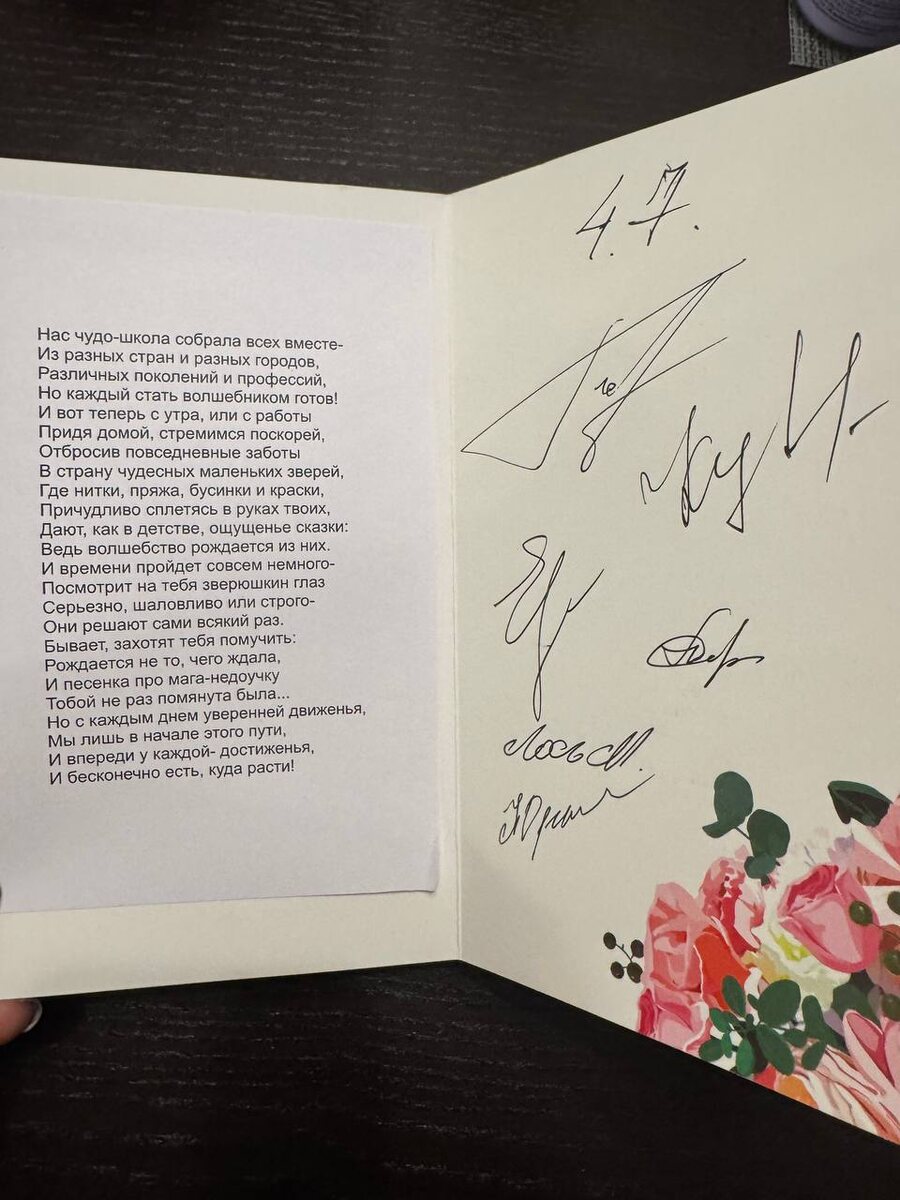 Нас чудо-школа собрала всех вместе-
Из разных стран и разных городов,
Различных поколений и профессий,
Но каждый стать волшебником готов!
И вот теперь с утра, или с работы
Придя домой, стремимся поскорей,
Отбросив повседневные заботы
В страну чудесных маленьких зверей,
Где нитки, пряжа, бусинки и краски,
Причудливо сплетясь в руках твоих,
Дают, как в детстве, ощущенье сказки:
Ведь волшебство рождается из них.
И времени пройдет совсем немного-
Посмотрит на тебя зверюшкин глаз
Серьезно, шаловливо или строго-
Они решают сами всякий раз.
Бывает, захотят тебя помучить:
Рождается не то, чего ждала,
И песенка про мага-недоучку
Тобой не раз помянута была...
Но с каждым днем уверенней движенья,
Мы лишь в начале этого пути,
И впереди у каждой- достиженья,
И бесконечно есть, куда расти!
4.7.
Лось М.